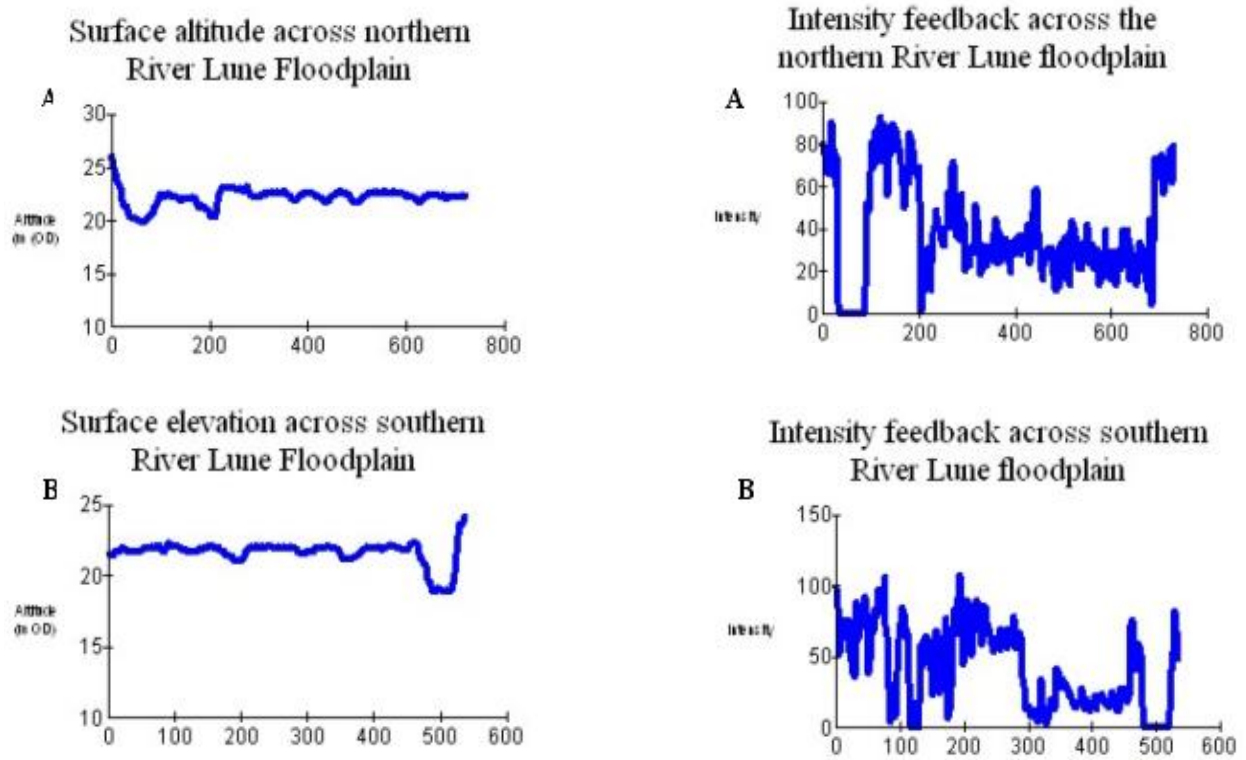 Surface altitude across northern
River Lune Floodplain
A
30
25
20
15
10
Altitude
(m OD)
0 200 400 600 800
Intensity feedback across the
northern River Lune floodplain
A
100
80
60
40
20
0
Intensity
0 200 400 600 800
Surface elevation across southern
River Lune Floodplain
B
25
20
15
10
Altitude
(m OD)
0 100 200 300 400 500 600
Intensity feedback across southern
River Lune floodplain
B
150
100
50
0
Intensity
0 100 200 300 400 500 600